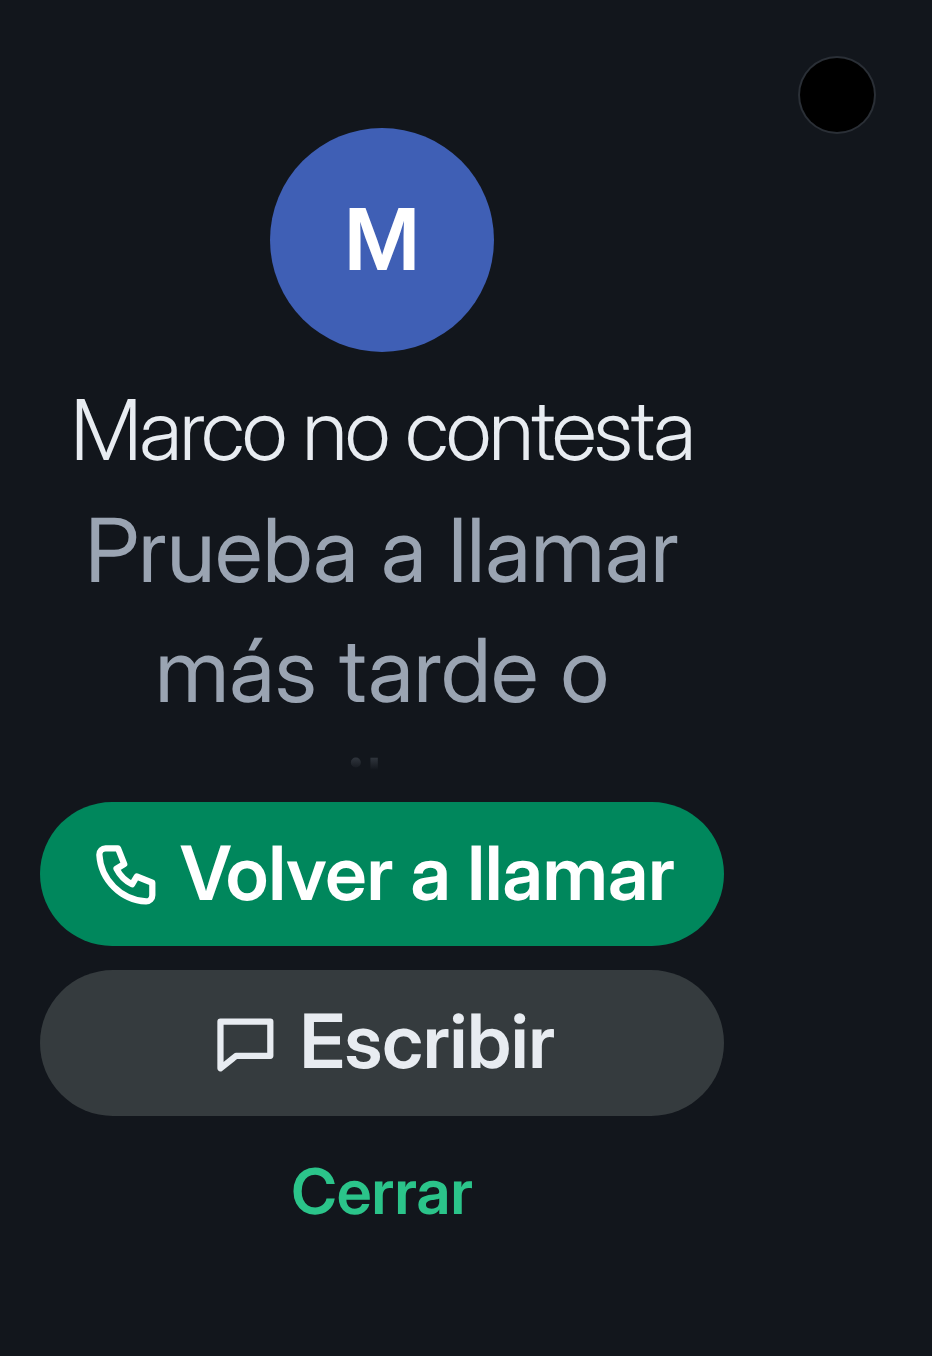 M
Marco no contesta
Prueba a llamar
más tarde o
Volver a llamar
Escribir
Cerrar